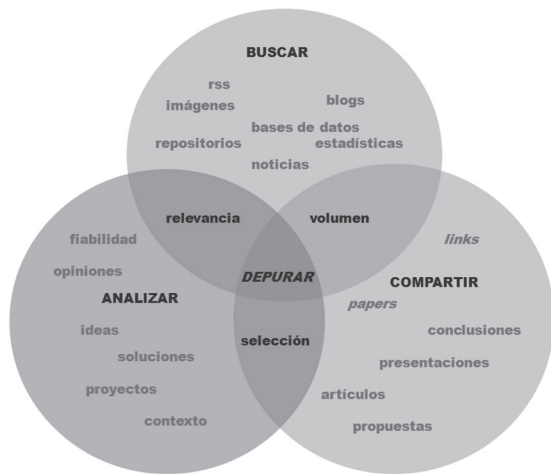 BUSCAR
rss
imágenes
blogs
bases de datos
repositorios
estadísticas
noticias
relevancia
volumen
fiabilidad
links
opiniones
DEPURAR
ANALIZAR
COMPARTIR
papers
ideas
conclusiones
selección
soluciones
presentaciones
proyectos
artículos
contexto
propuestas